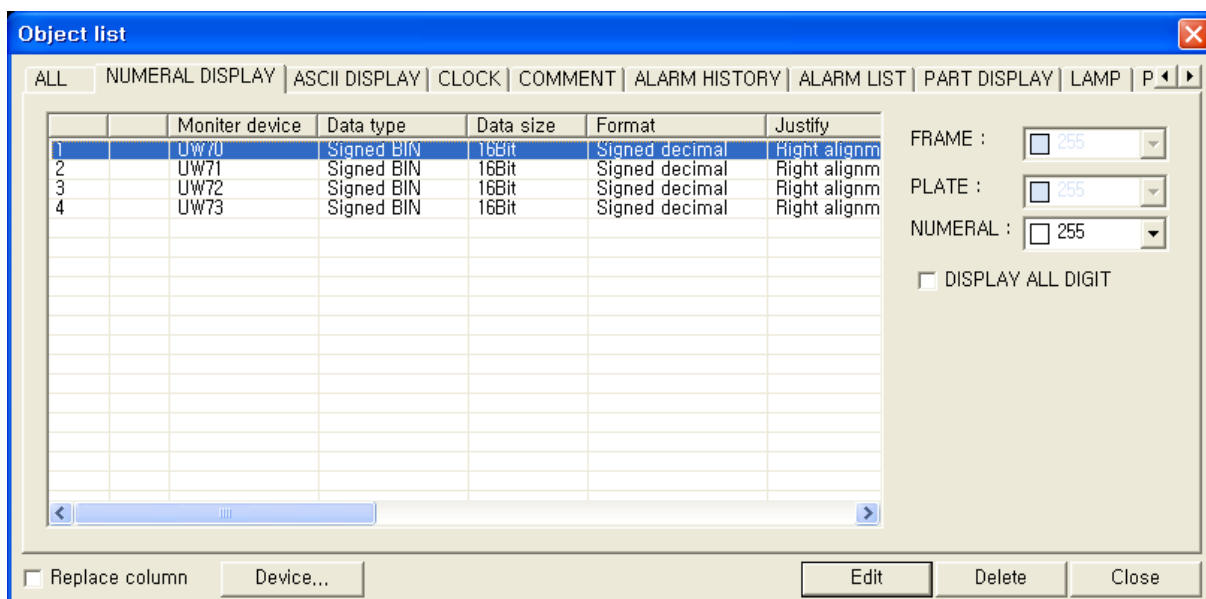 Object list
ALL NUMERAL DISPLAY ASCII DISPLAY CLOCK COMMENT ALARM HISTORY ALARM LIST PART DISPLAY LAMP P
Moniter device Data type Data size Format Justify
1 UW70 Signed BIN 16Bit Signed decimal Right alignm
2 UW71 Signed BIN 16Bit Signed decimal Right alignm
3 UW72 Signed BIN 16Bit Signed decimal Right alignm
4 UW73 Signed BIN 16Bit Signed decimal Right alignm
FRAME : 255
PLATE : 255
NUMERAL : 255
DISPLAY ALL DIGIT
Replace column Device... Edit Delete Close